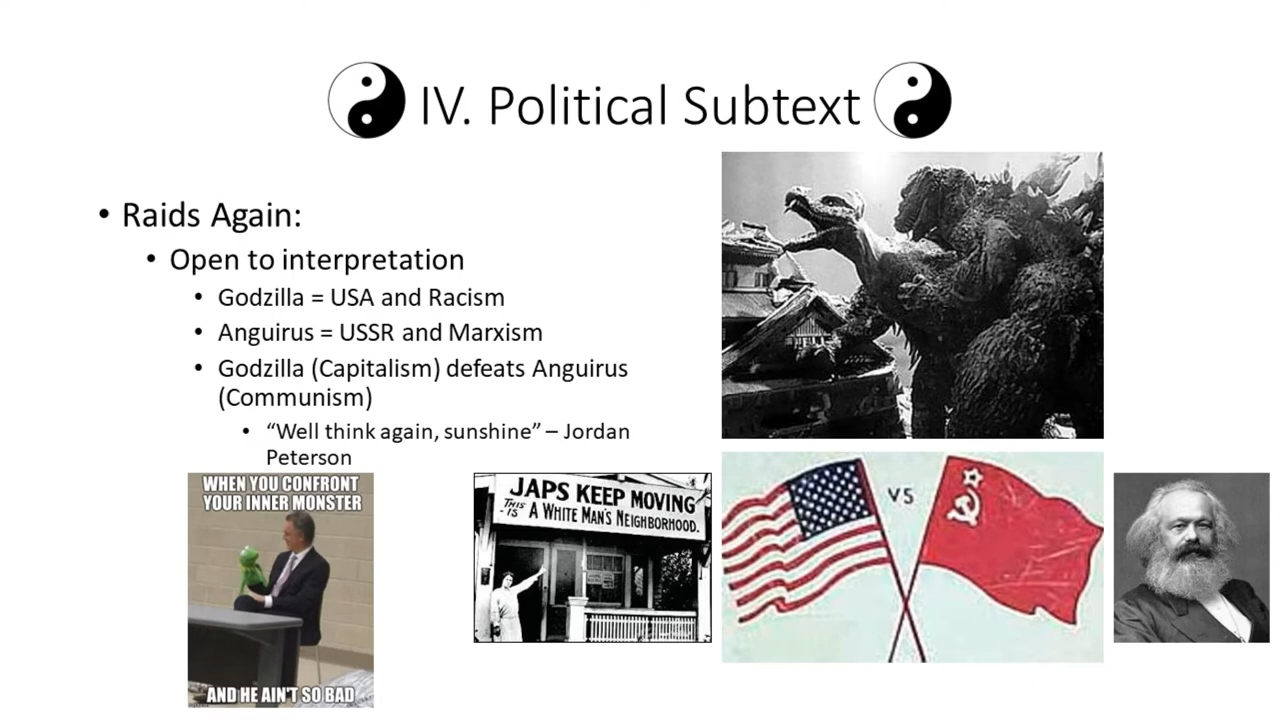 IV. Political Subtext
• Raids Again:
• Open to interpretation
• Godzilla = USA and Racism
• Anguirus = USSR and Marxism
• Godzilla (Capitalism) defeats Anguirus
(Communism)
• “Well think again, sunshine” – Jordan
Peterson
WHEN YOU CONFRONT
YOUR INNER MONSTER
AND HE AIN'T SO BAD
JAPS KEEP MOVING
THIS IS A WHITE MAN'S NEIGHBORHOOD.
VS